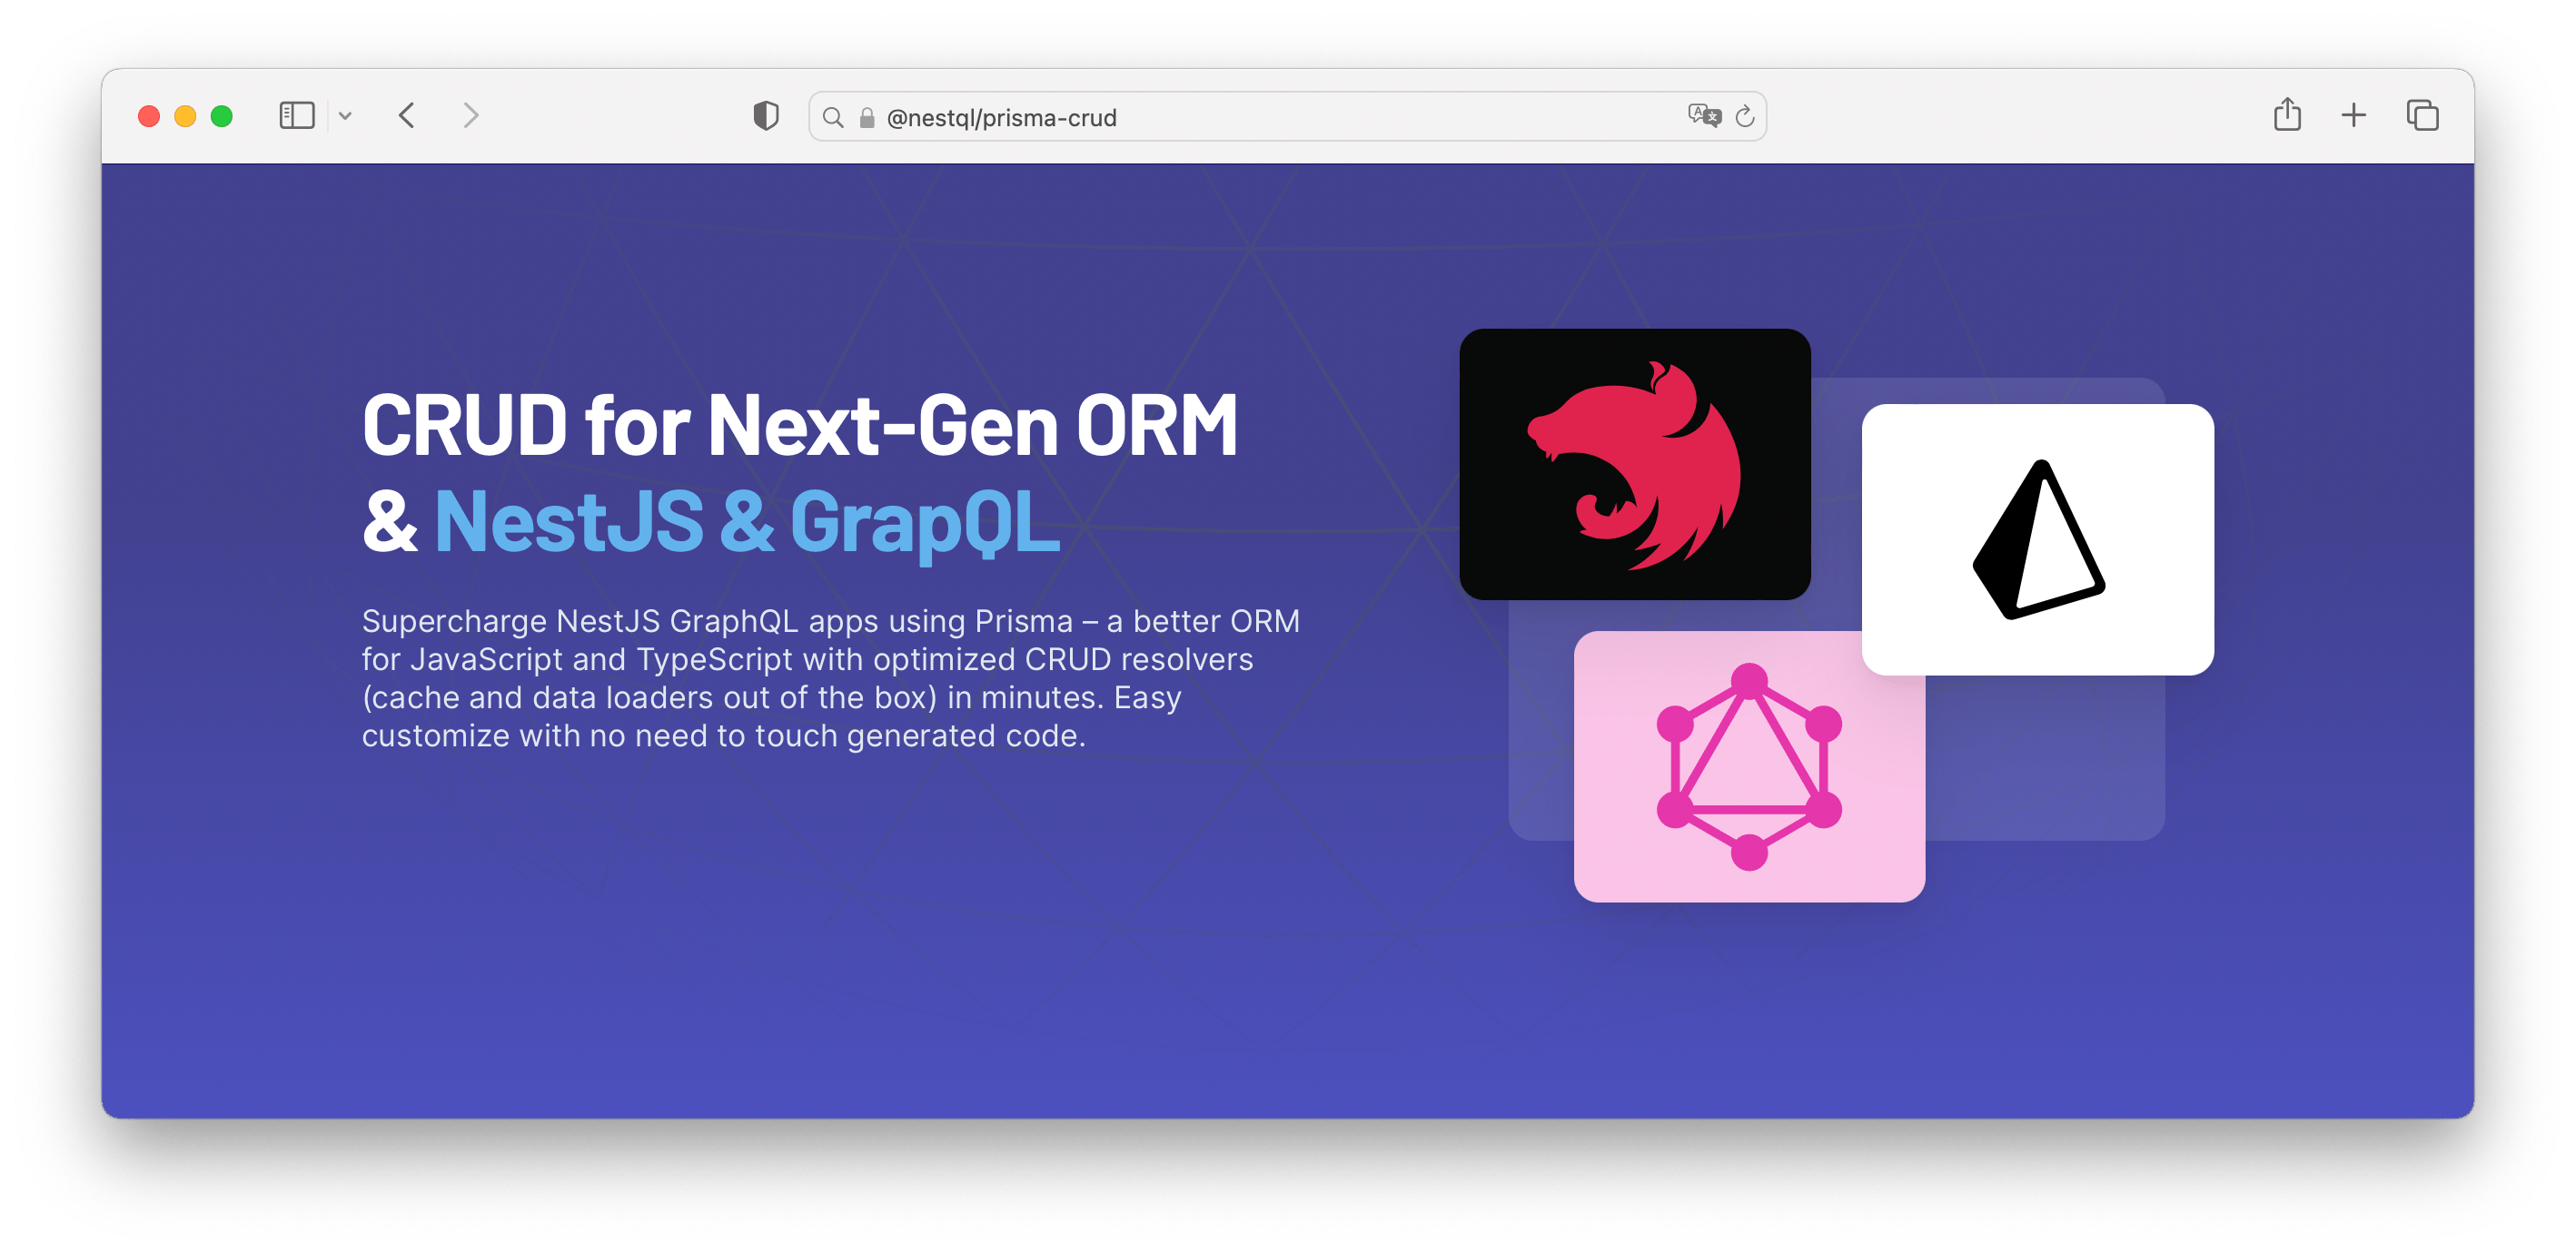 @nestql/prisma-crud
CRUD for Next-Gen ORM
& NestJS & GrapQL
Supercharge NestJS GraphQL apps using Prisma – a better ORM
for JavaScript and TypeScript with optimized CRUD resolvers
(cache and data loaders out of the box) in minutes. Easy
customize with no need to touch generated code.